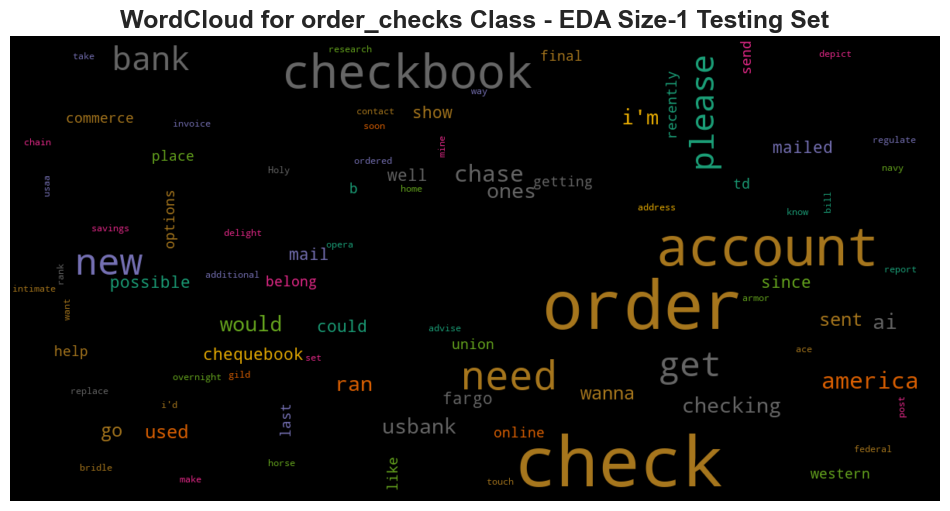 WordCloud for order_checks Class - EDA Size-1 Testing Set
take
bank
research
checkbook
final
send
depict
please
way
commerce
invoice
contact
soon
show
i'm
recently
mailed
regulate
chain
place
Holy
mine
ordered
well
home
chase
ones
getting
td
navy
usaa
b
options
address
know
bill
savings
delight
opera
mail
account
new
rank
intimate
possible
additional
belong
since
report
armor
want
order
would
could
advise
sent
ai
help
chequebook
set
union
ace
overnight
gild
ran
need
get
america
replace
fargo
wanna
checking
post
i'd
go
used
last
usbank
online
check
federal
bridle
horse
like
make
touch
western